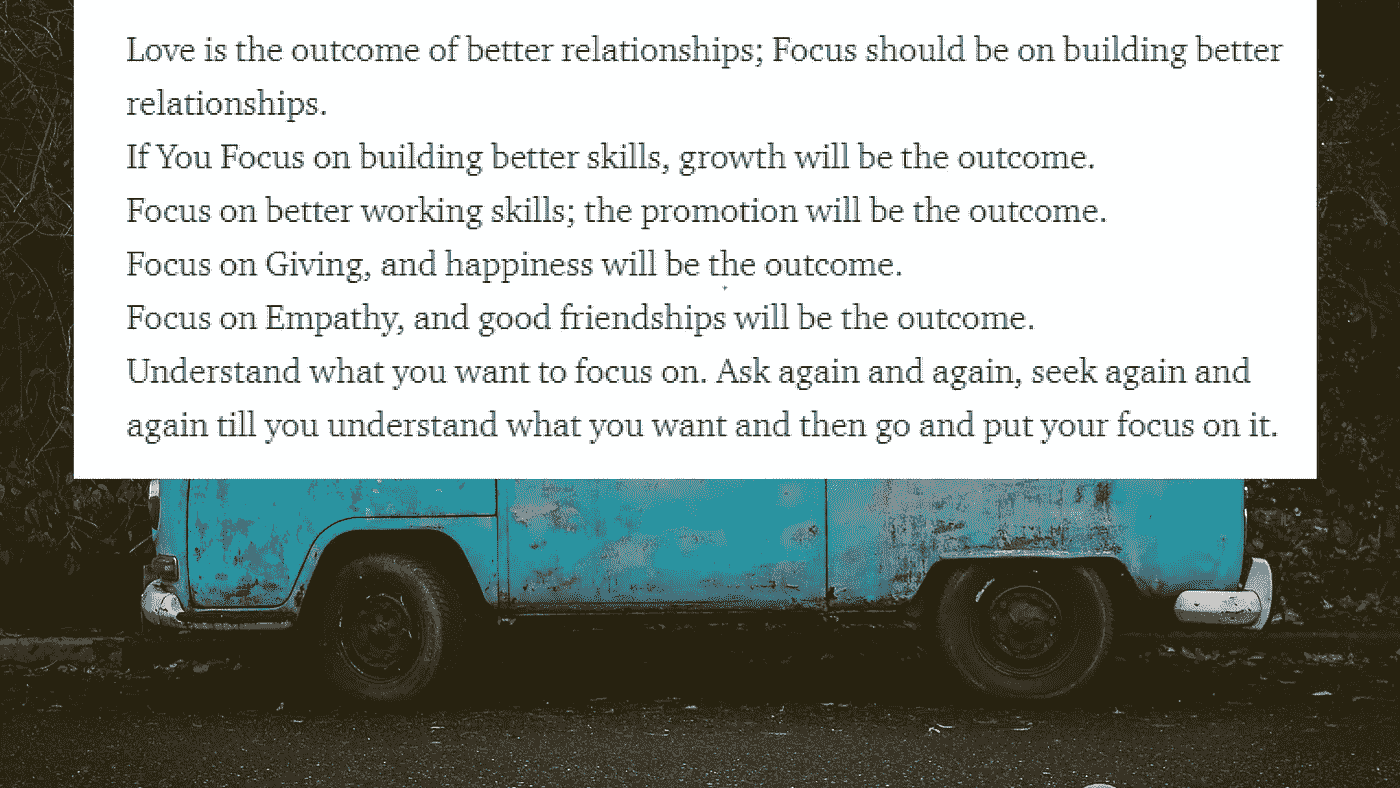 Love is the outcome of better relationships; Focus should be on building better
relationships.
If You Focus on building better skills, growth will be the outcome.
Focus on better working skills; the promotion will be the outcome.
Focus on Giving, and happiness will be the outcome.
Focus on Empathy, and good friendships will be the outcome.
Understand what you want to focus on. Ask again and again, seek again and
again till you understand what you want and then go and put your focus on it.